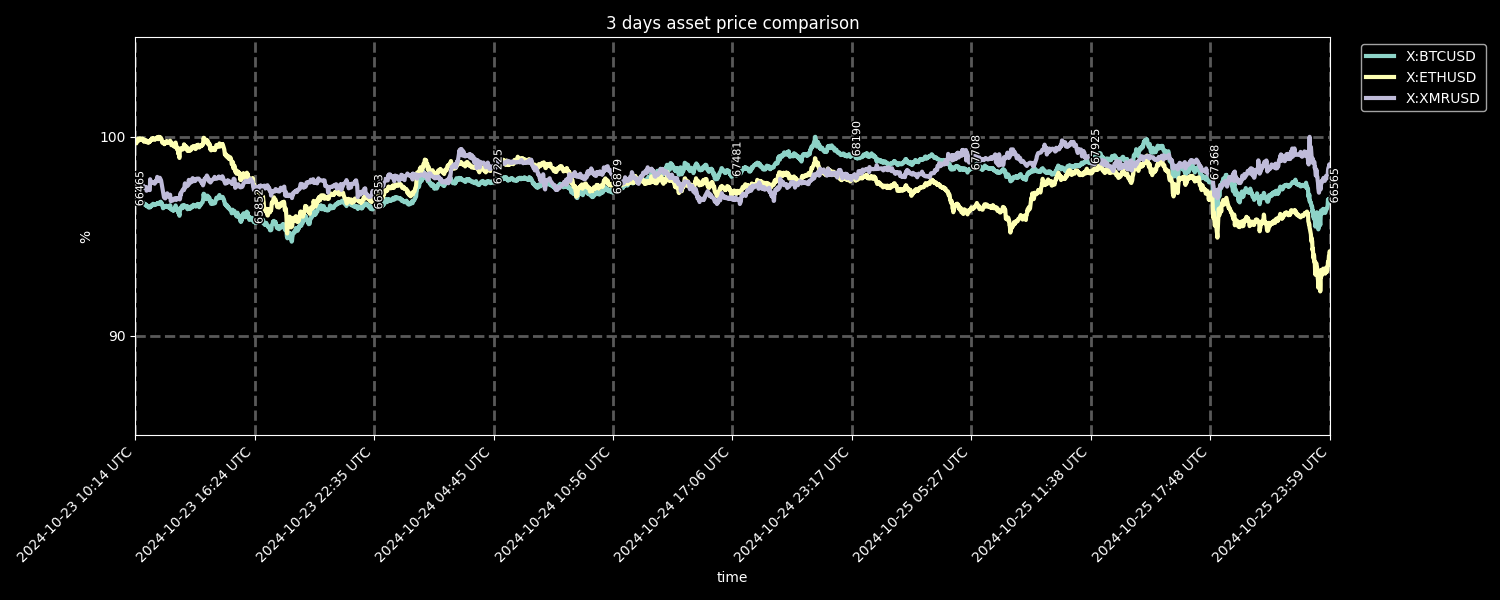 3 days asset price comparison
X:BTCUSD
X:ETHUSD
X:XMRUSD
100
90
%
66465
65852
66353
67225
66879
67481
68190
67708
67925
67368
66565
2024-10-23 10:14 UTC
2024-10-23 16:24 UTC
2024-10-23 22:35 UTC
2024-10-24 04:45 UTC
2024-10-24 10:56 UTC
2024-10-24 17:06 UTC
2024-10-24 23:17 UTC
2024-10-25 05:27 UTC
2024-10-25 11:38 UTC
2024-10-25 17:48 UTC
2024-10-25 23:59 UTC
time